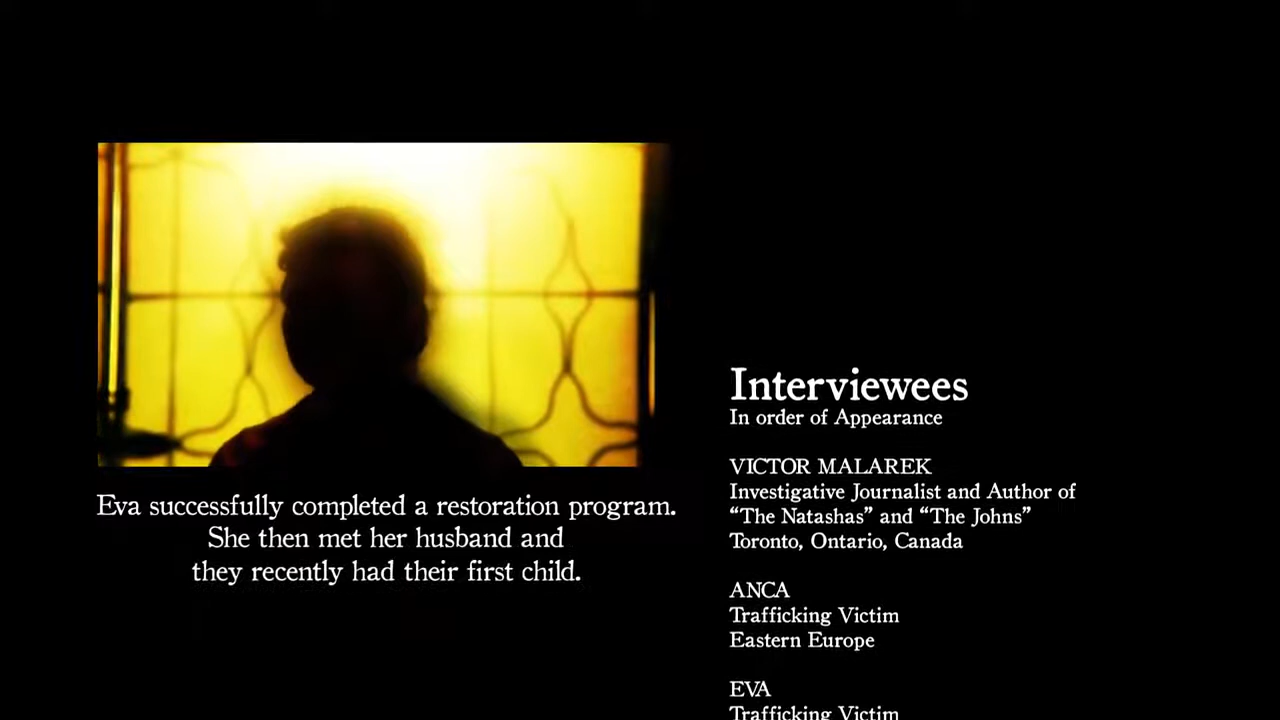 Eva successfully completed a restoration program.
She then met her husband and
they recently had their first child.
Interviewees
In order of Appearance
VICTOR MALAREK
Investigative Journalist and Author of
“The Natashas” and “The Johns”
Toronto, Ontario, Canada
ANCA
Trafficking Victim
Eastern Europe
EVA
Trafficking Victim